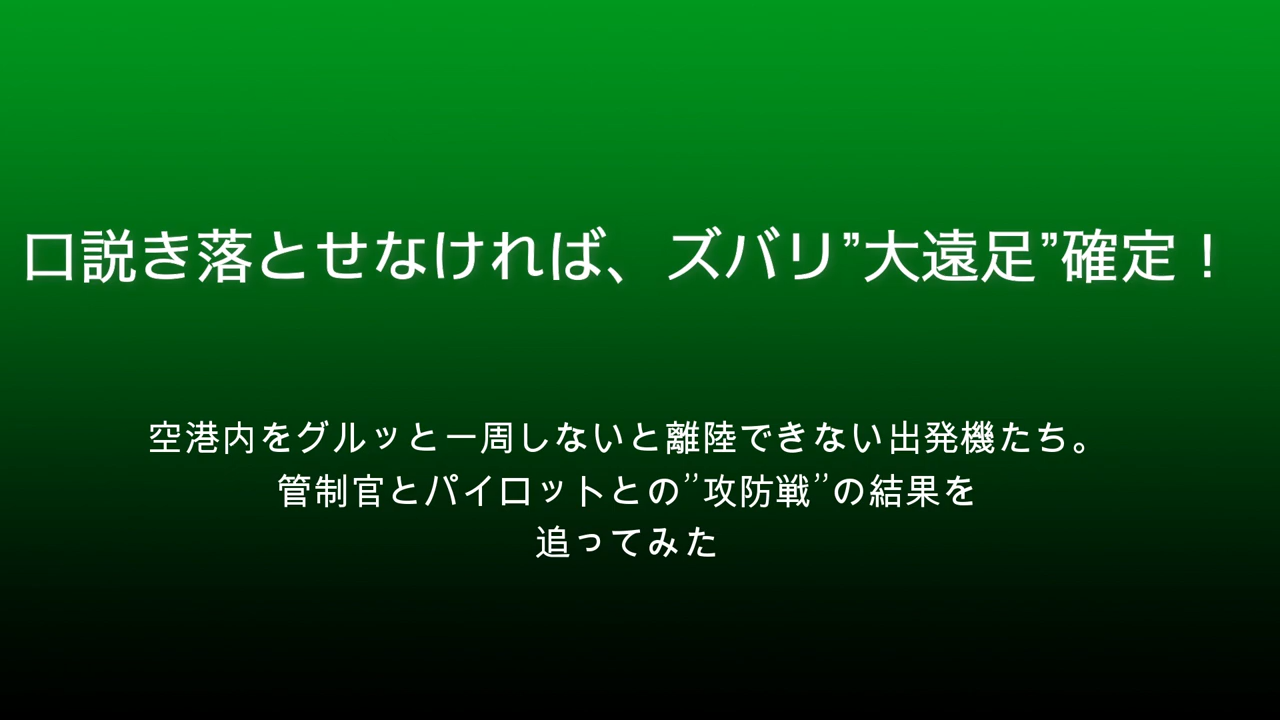 口説き落とせなければ、ズバリ”大遠足”確定！
空港内をグルッと一周しないと離陸できない出発機たち。
管制官とパイロットとの”攻防戦”の結果を
追ってみた